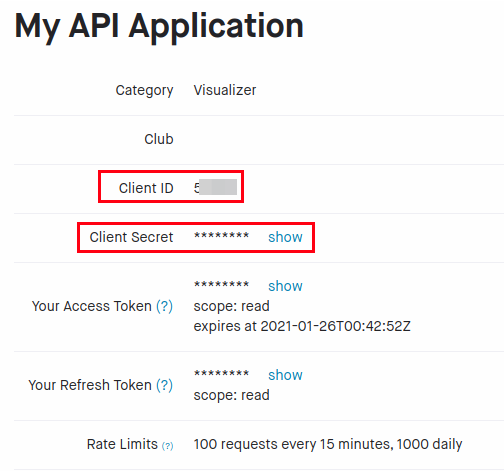 My API Application
Category Visualizer
Club
Client ID 5
Client Secret ******** show
******** show
Your Access Token (?) scope: read
expires at 2021-01-26T00:42:52Z
******** show
Your Refresh Token (?)
scope: read
Rate Limits (?) 100 requests every 15 minutes, 1000 daily